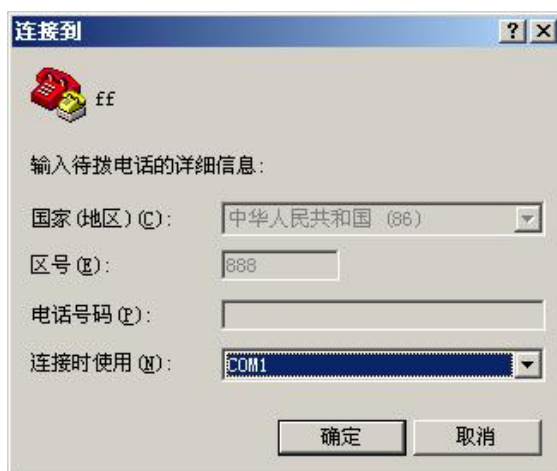 连接到
ff
输入待拨电话的详细信息:
国家(地区)(C): 中华人民共和国 (86)
区号(E): 888
电话号码(P):
连接时使用(N): COM1
确定 取消